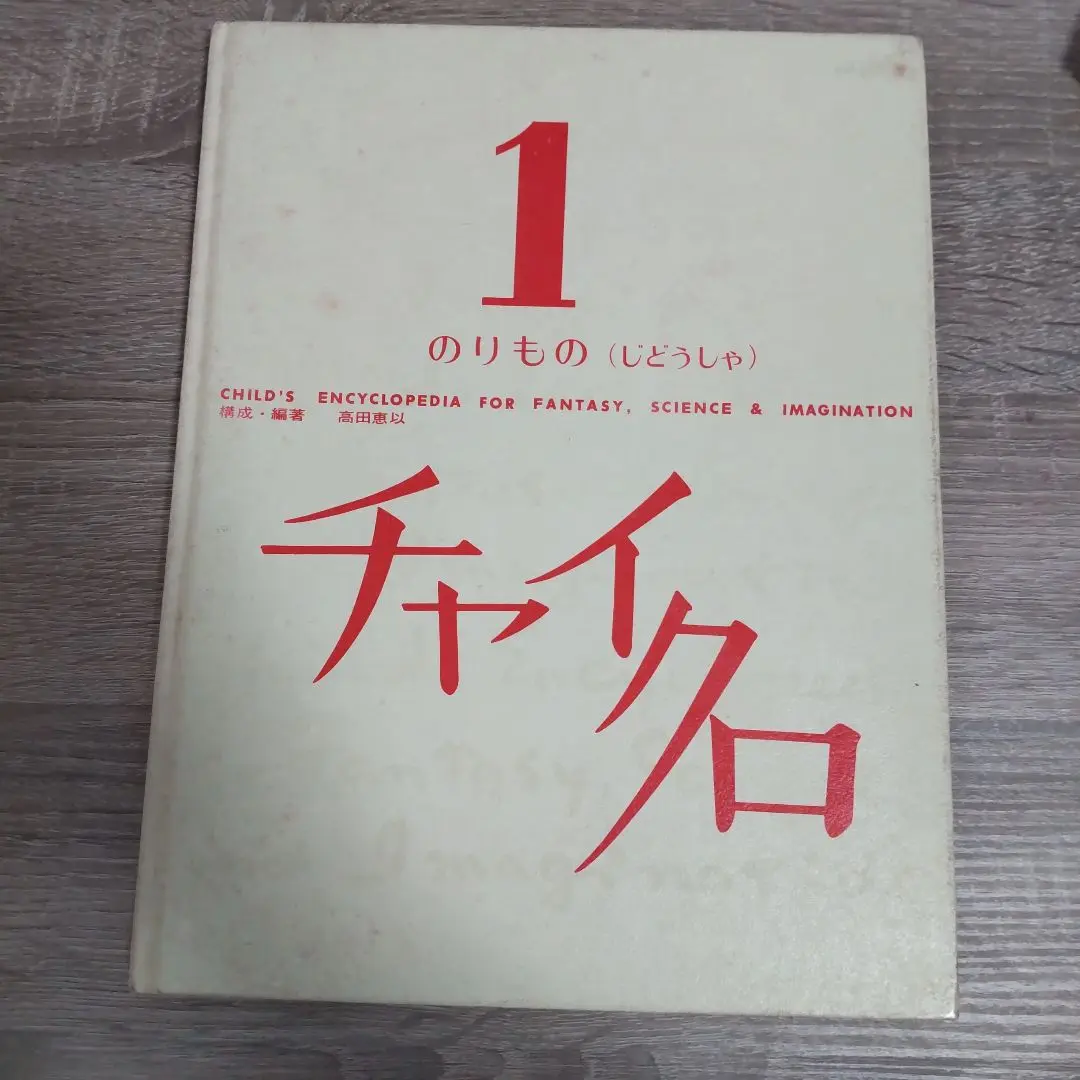 1
のりもの（じどうしゃ）
CHILD'S ENCYCLOPEDIA FOR FANTASY, SCIENCE & IMAGINATION
構成・編著 高田恵以
チャイクロ